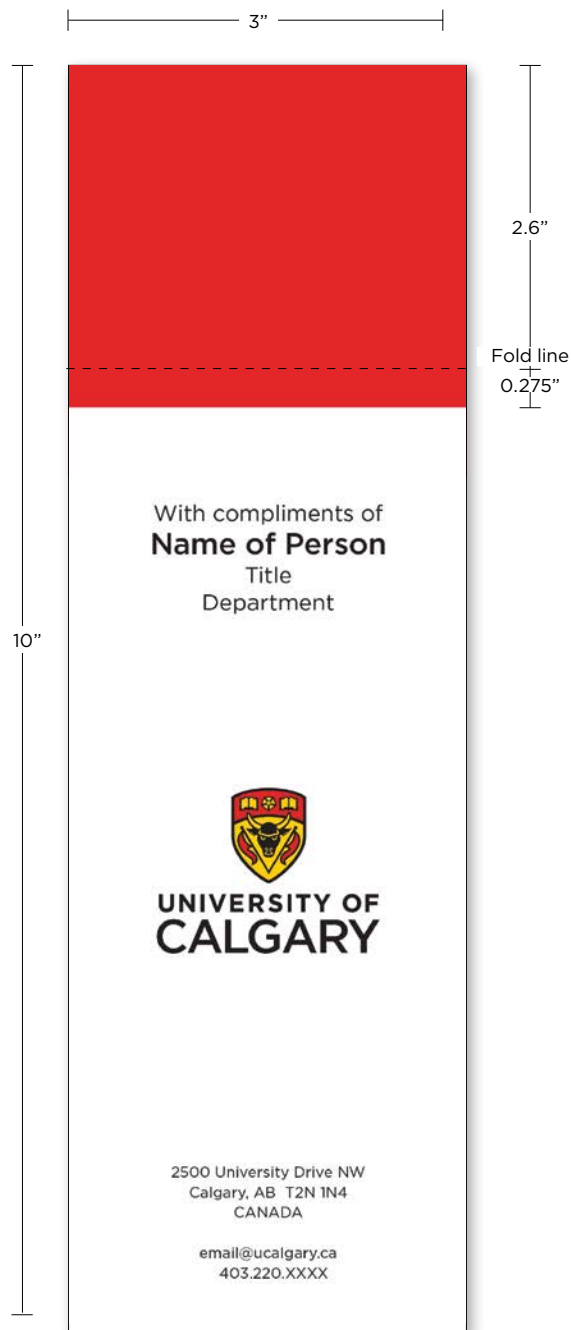 3”
2.6”
Fold line
0.275”
With compliments of
Name of Person
Title
Department
10”
UNIVERSITY OF
CALGARY
2500 University Drive NW
Calgary, AB  T2N 1N4
CANADA
email@ucalgary.ca
403.220.XXXX